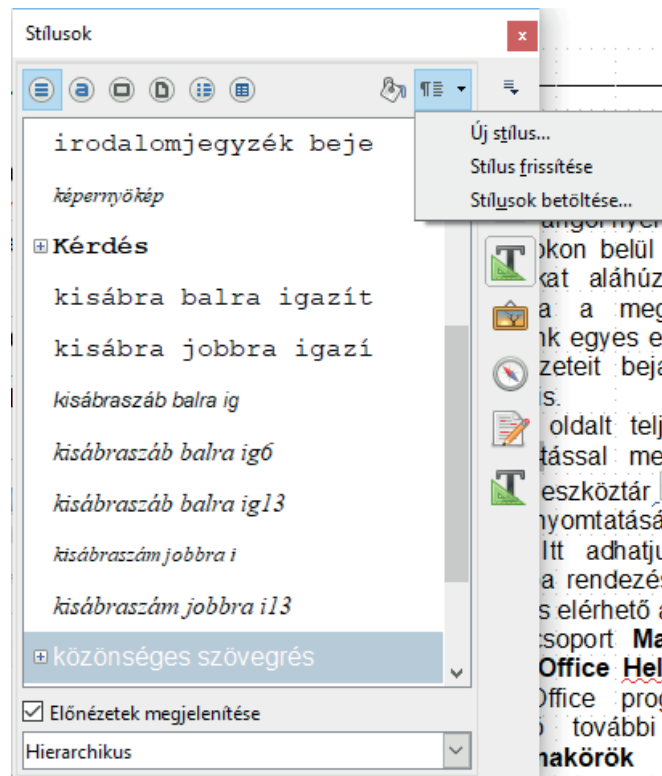 Stílusok
Új stílus...
Stílus frissítése
Stílusok betöltése...
irodalomjegyzék beje
képernyőkép
Kérdés
kisábra balra igazít
kisábra jobbra igazí
kisábraszáb balra ig
kisábraszáb balra ig6
kisábraszáb balra ig13
kisábraszám jobbra i
kisábraszám jobbra i13
közönséges szövegrés
Előnézetek megjelenítése
Hierarchikus
okon belül
kat aláhúz
a a meg
nk egyes e
zeteit bejá
is.
oldalt telj
tással me
eszköztár
nyomtatásá
Itt adhatju
a rendezés
s elérhető a
csoport Ma
Office Hel
Office prog
ó további
nakörök